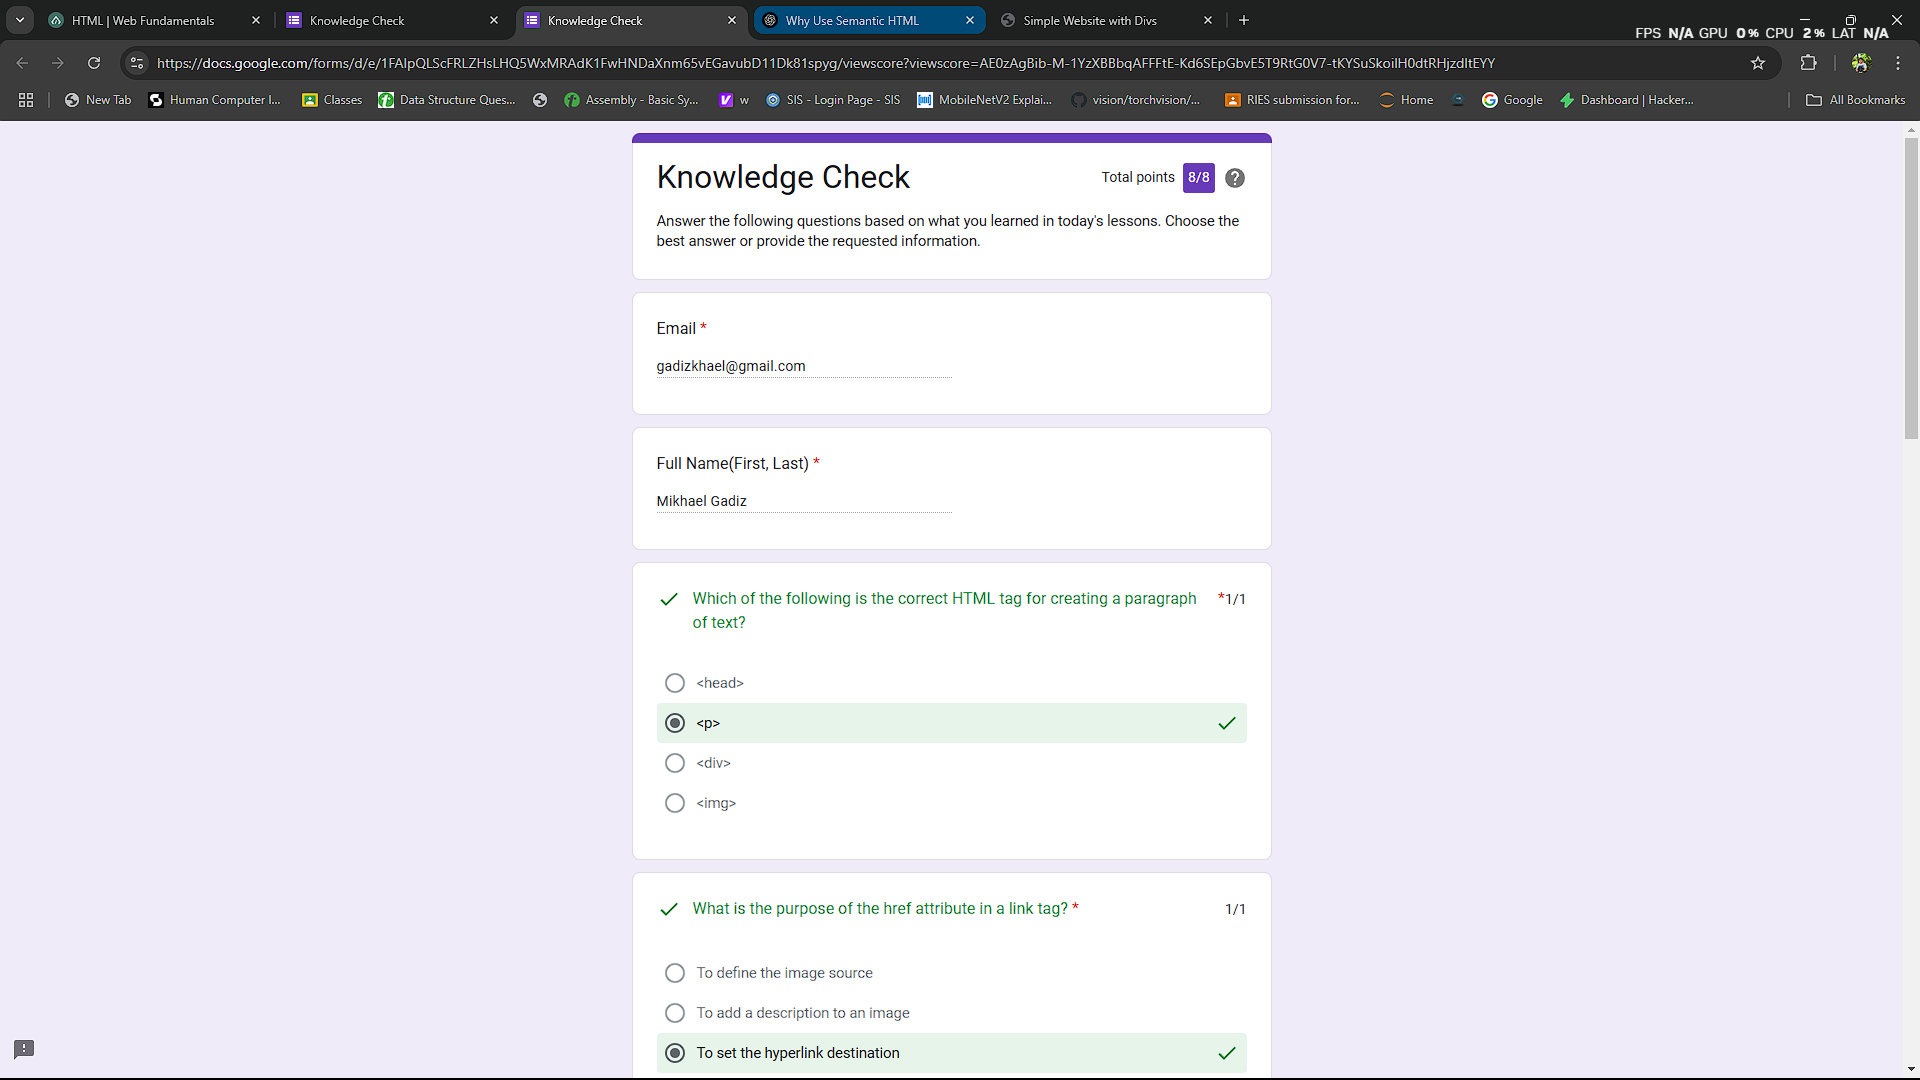 HTML | Web Fundamentals
Knowledge Check
Knowledge Check
Why Use Semantic HTML
Simple Website with Divs
FPS N/A GPU 0% CPU 2% LAT N/A
https://docs.google.com/forms/d/e/1FAIpQLScFRLZHsLHQ5WxMRAdK1FwHNDaXnm65vEGavubD11Dk81spyg/viewscore?viewscore=AE0zAgBib-M-1YzXBBbqAFFFtE-Kd6SEpGbvE5T9RtG0V7-tKYSuSkoilH0dtRHjzdItEYY
New Tab
Human Computer I...
Classes
Data Structure Ques...
Assembly - Basic Sy...
w
SIS - Login Page - SIS
MobileNetV2 Explai...
vision/torchvision/...
RIES submission for...
Home
Google
Dashboard | Hacker...
All Bookmarks
Knowledge Check
Total points 8/8
Answer the following questions based on what you learned in today's lessons. Choose the
best answer or provide the requested information.
Email *
gadizkhael@gmail.com
Full Name(First, Last) *
Mikhael Gadiz
Which of the following is the correct HTML tag for creating a paragraph *1/1
of text?
<head>
<p>
<div>
<img>
What is the purpose of the href attribute in a link tag? * 1/1
To define the image source
To add a description to an image
To set the hyperlink destination